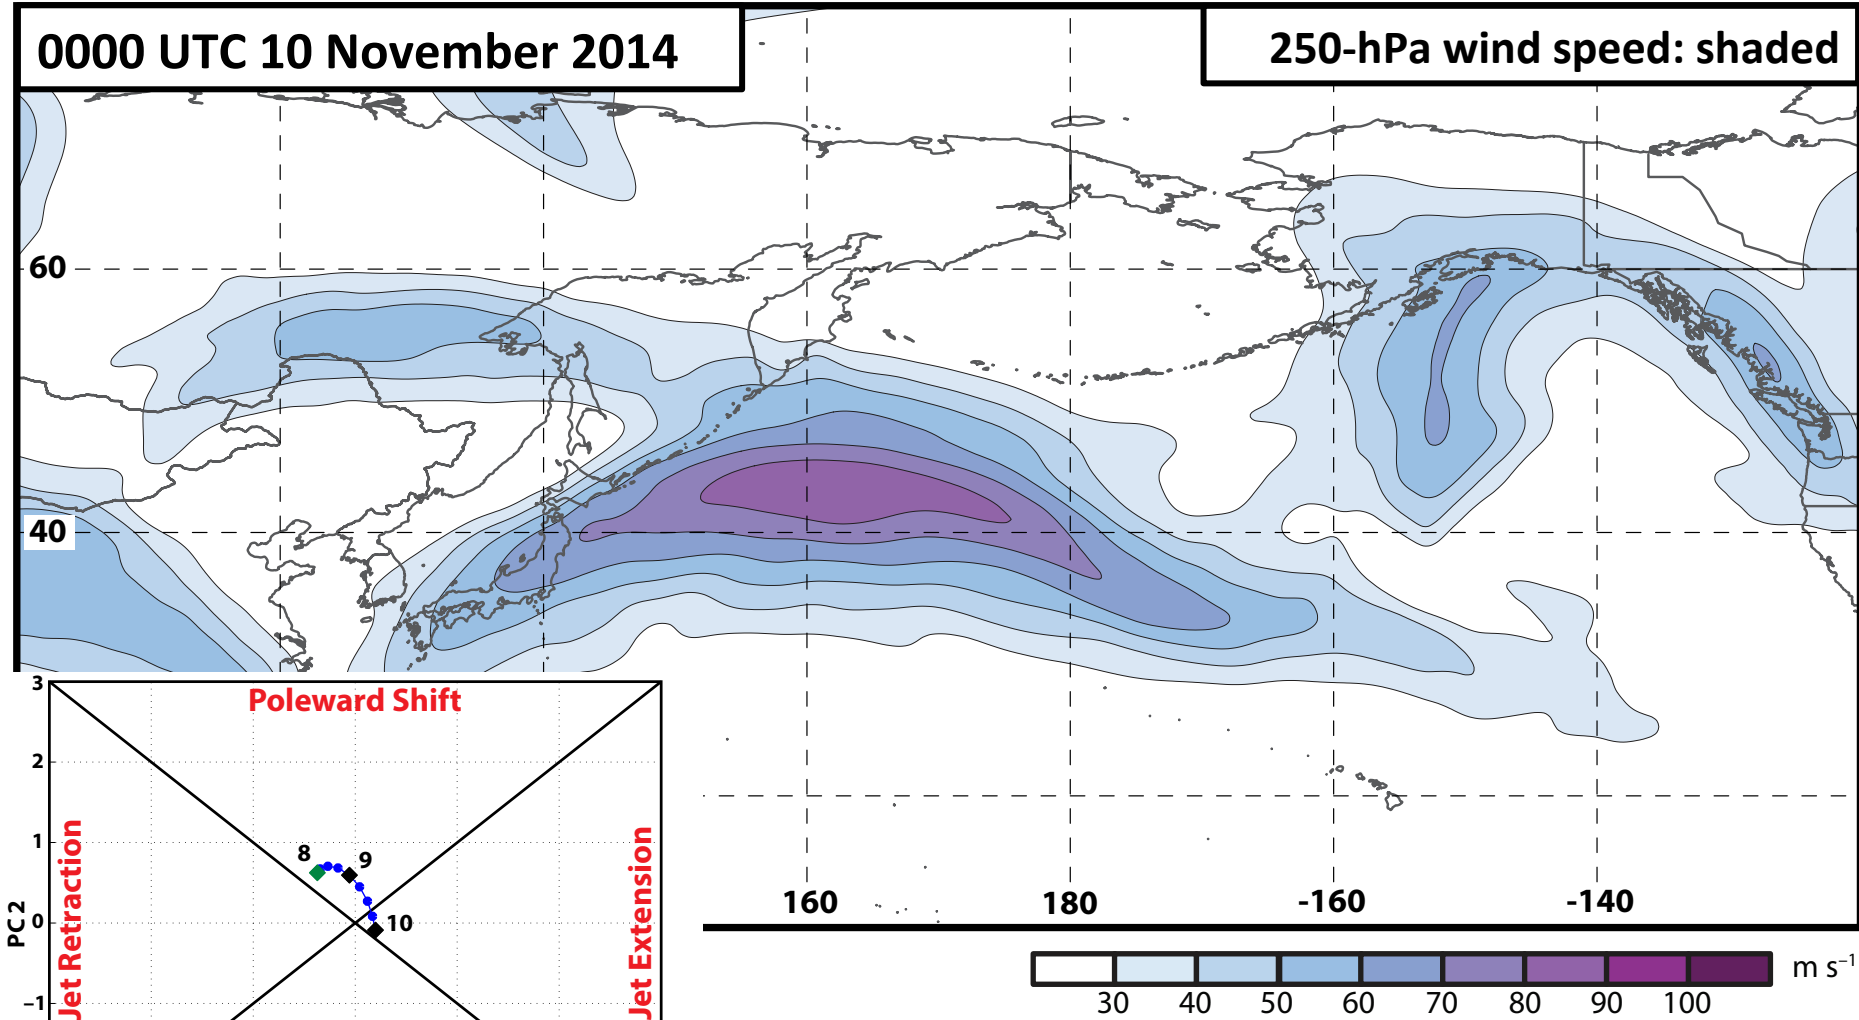 0000 UTC 10 November 2014
250-hPa wind speed: shaded
60
40
160
180
-160
-140
30 40 50 60 70 80 90 100
m s⁻¹
3
2
1
0
−1
PC 2
Poleward Shift
Jet Retraction
Jet Extension
8
9
10